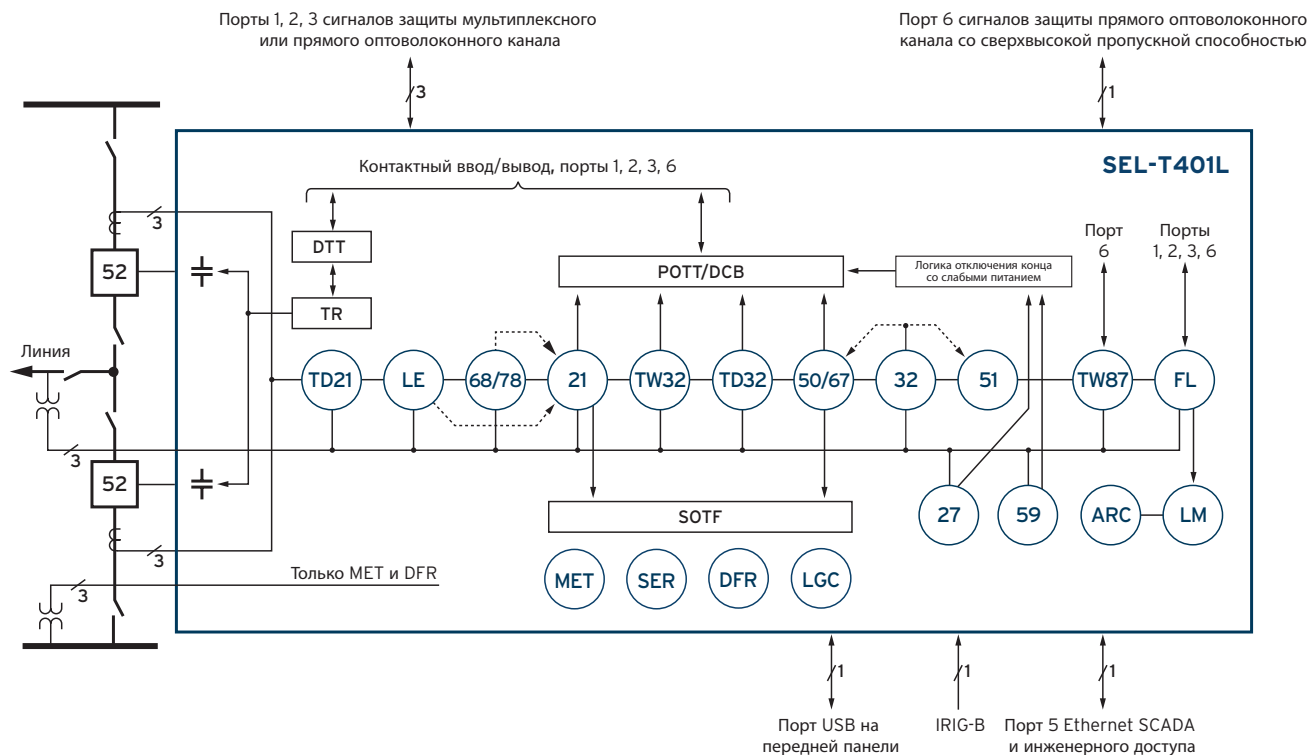 Порты 1, 2, 3 сигналов защиты мультиплексного
или прямого оптоволоконного канала
Порт 6 сигналов защиты прямого оптоволоконного
канала со сверхвысокой пропускной способностью
3
1
SEL-T401L
Контактный ввод/вывод, порты 1, 2, 3, 6
3
DTT
Порт
6
Порты
1, 2, 3, 6
52
POTT/DCB
Логика отключения конца
со слабыми питанием
TR
Линия
TD21
LE
68/78
21
TW32
TD32
50/67
32
51
TW87
FL
3
52
SOTF
27
59
ARC
LM
3
Только MET и DFR
3
MET
SER
DFR
LGC
1
1
1
Порт USB на
передней панели
IRIG-B
Порт 5 Ethernet SCADA
и инженерного доступа